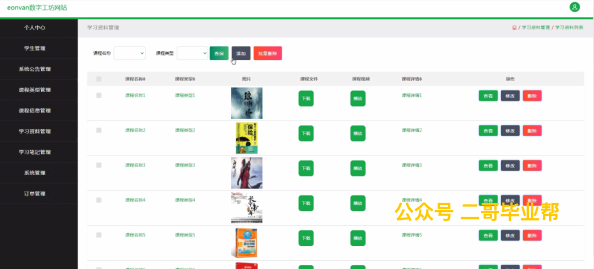 eonvan数字工坊网站
个人中心
学生管理
系统公告管理
课程类型管理
课程信息管理
学习资料管理
学习笔记管理
系统管理
订单管理
学习资料管理
/ 学习资料管理 / 学习资料列表
课程名称 课程类型 查询 添加 批量删除
课程名称 课程类型 图片 课程文件 课程视频 课程详情 操作
课程名称1 课程类型1 下载 播放 课程详情1 查看 修改 删除
课程名称2 课程类型2 下载 播放 课程详情2 查看 修改 删除
课程名称3 课程类型3 下载 播放 课程详情3 查看 修改 删除
课程名称4 课程类型4 下载 播放 课程详情4 查看 修改 删除
公众号 二哥毕业帮
课程名称5 课程类型5 下载 播放 课程详情5 查看 修改 删除